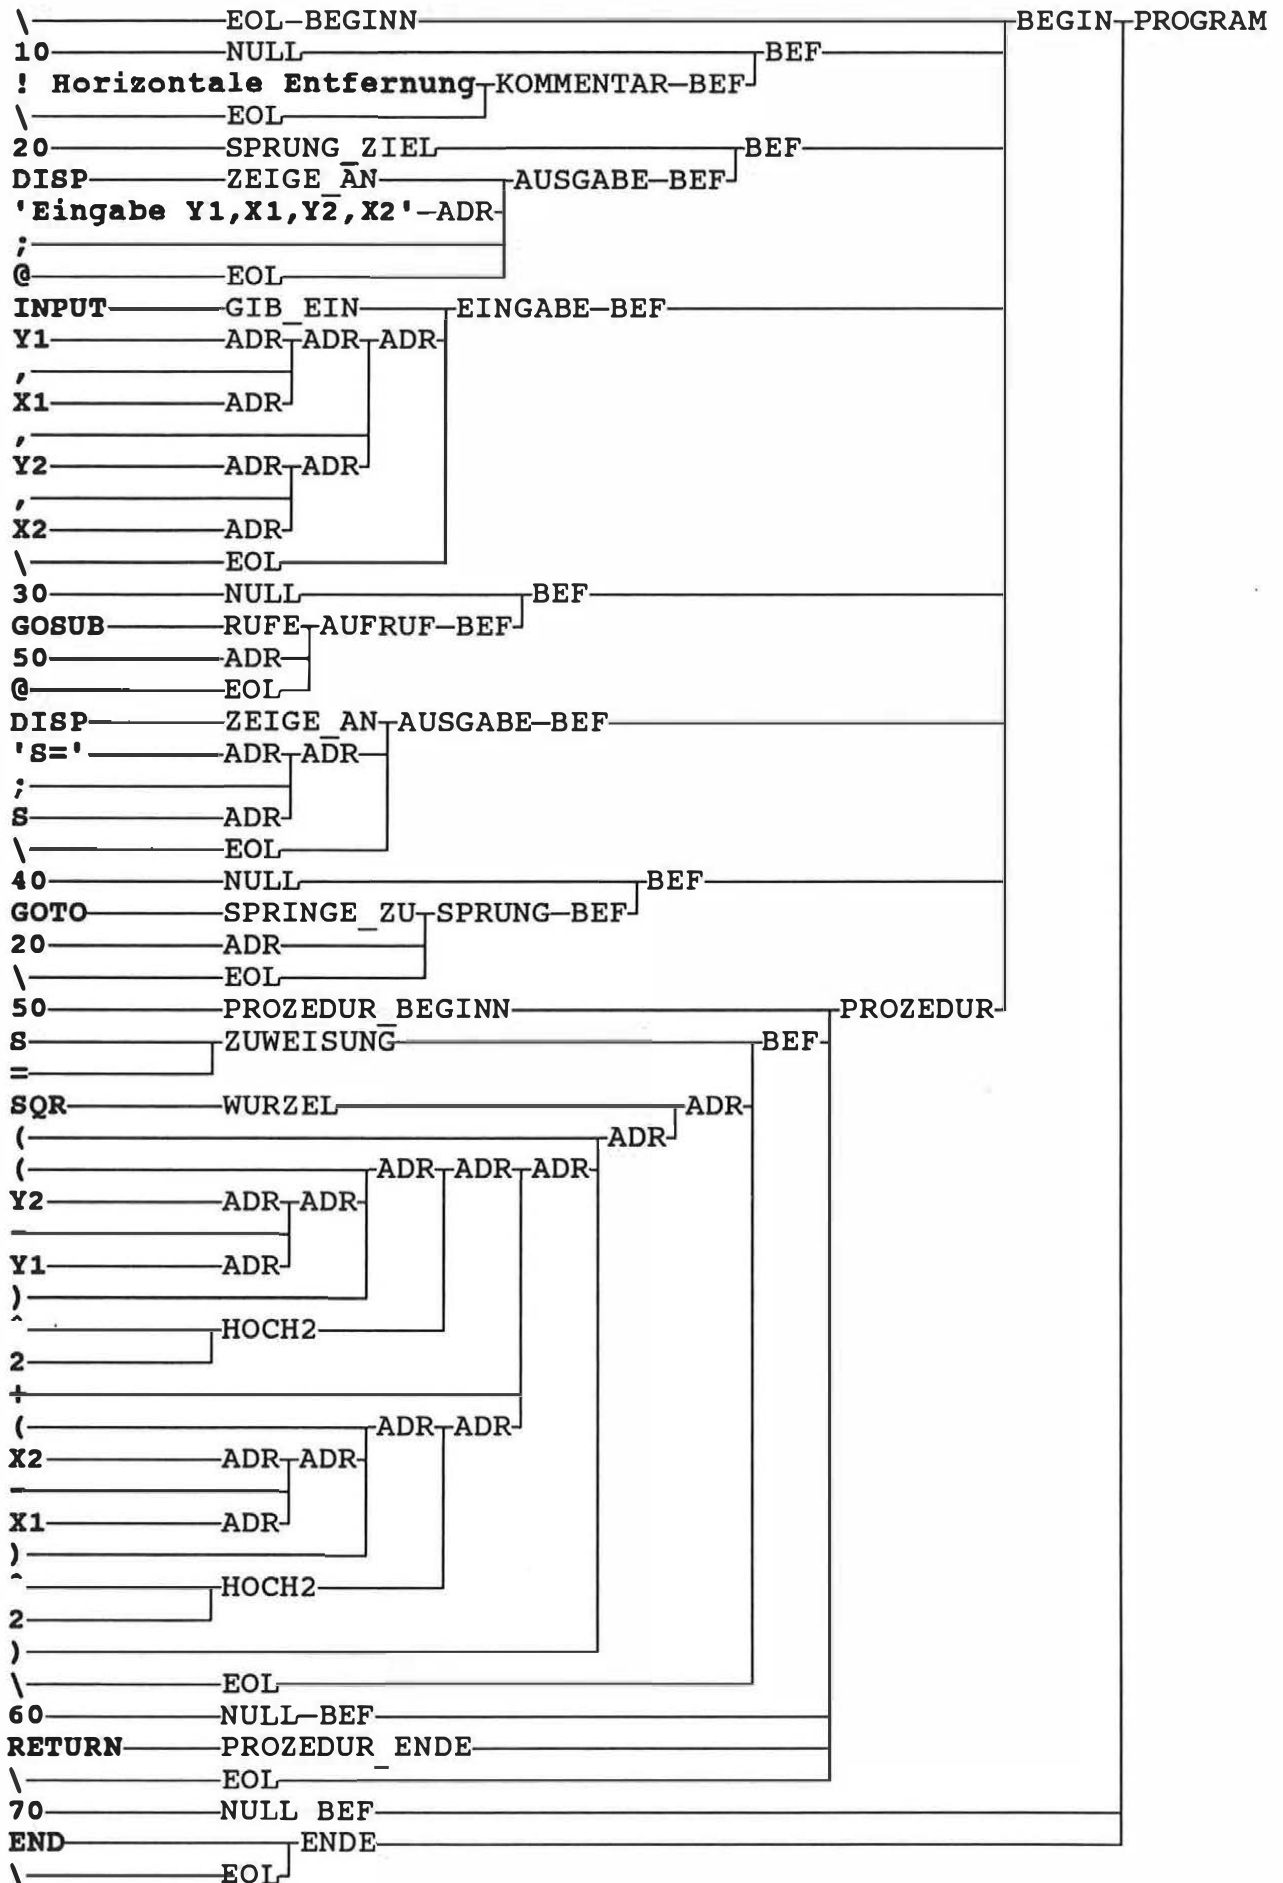 \ EOL BEGINN BEGIN PROGRAM
10 NULL BEF
! Horizontale Entfernung KOMMENTAR BEF
\ EOL
20 SPRUNG_ZIEL BEF
DISP ZEIGE_AN AUSGABE BEF
'Eingabe Y1,X1,Y2,X2' ADR
;
@ EOL
INPUT GIB_EIN EINGABE BEF
Y1 ADR ADR ADR
,
X1 ADR
,
Y2 ADR ADR
,
X2 ADR
\ EOL
30 NULL BEF
GOSUB RUFE AUFRUF BEF
50 ADR
@ EOL
DISP ZEIGE_AN AUSGABE BEF
'S=' ADR ADR
;
S ADR
\ EOL
40 NULL BEF
GOTO SPRINGE_ZU SPRUNG BEF
20 ADR
\ EOL
50 PROZEDUR_BEGINN PROZEDUR
S ZUWEISUNG BEF
=
SQR WURZEL ADR
( ADR
( ADR ADR ADR
Y2 ADR ADR
-
Y1 ADR
)
^ HOCH2
2
+
( ADR ADR
X2 ADR ADR
-
X1 ADR
)
^ HOCH2
2
)
\ EOL
60 NULL BEF
RETURN PROZEDUR_ENDE
\ EOL
70 NULL BEF
END ENDE
\ EOL